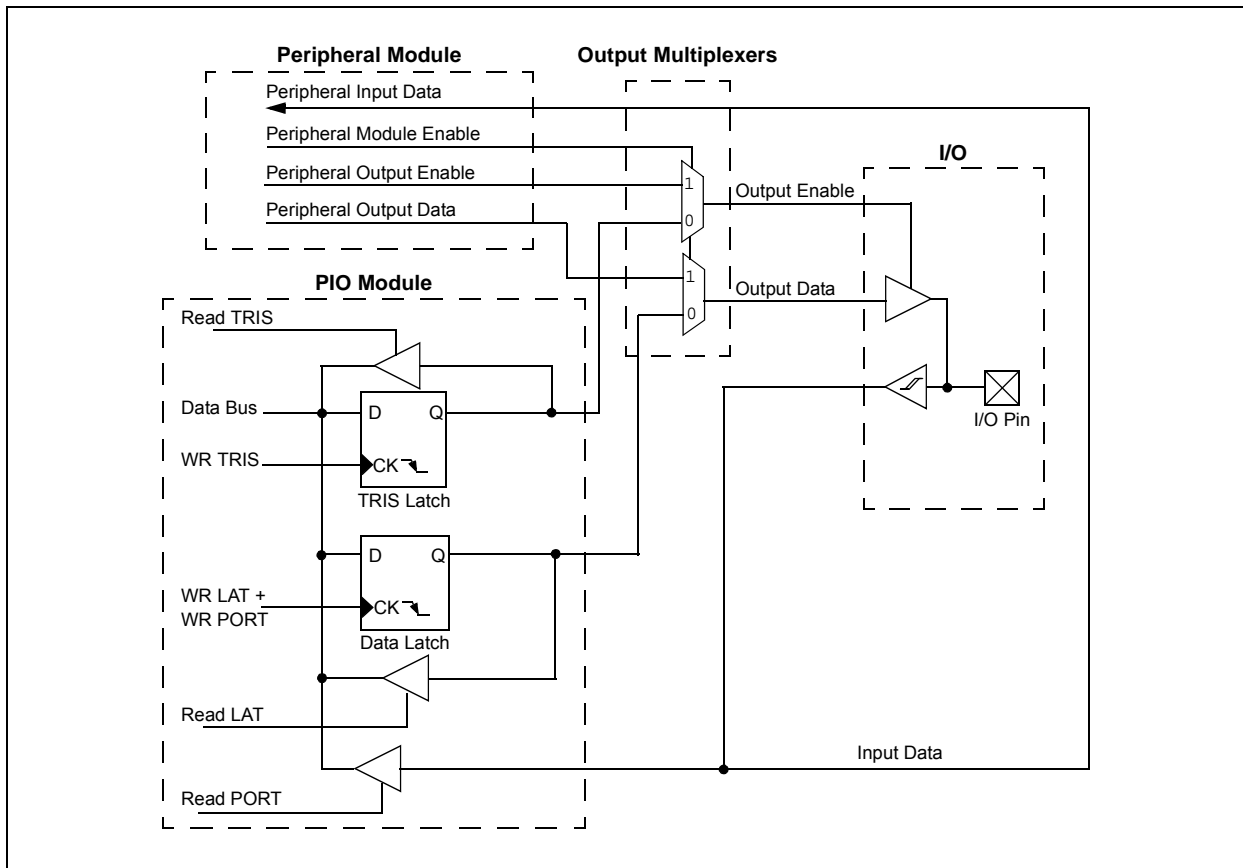 Peripheral Module
Output Multiplexers
Peripheral Input Data
Peripheral Module Enable
Peripheral Output Enable
Peripheral Output Data
1
0
1
0
Output Enable
Output Data
I/O
I/O Pin
PIO Module
Read TRIS
Data Bus
D
Q
WR TRIS
CK
TRIS Latch
D
Q
WR LAT +
WR PORT
CK
Data Latch
Read LAT
Input Data
Read PORT